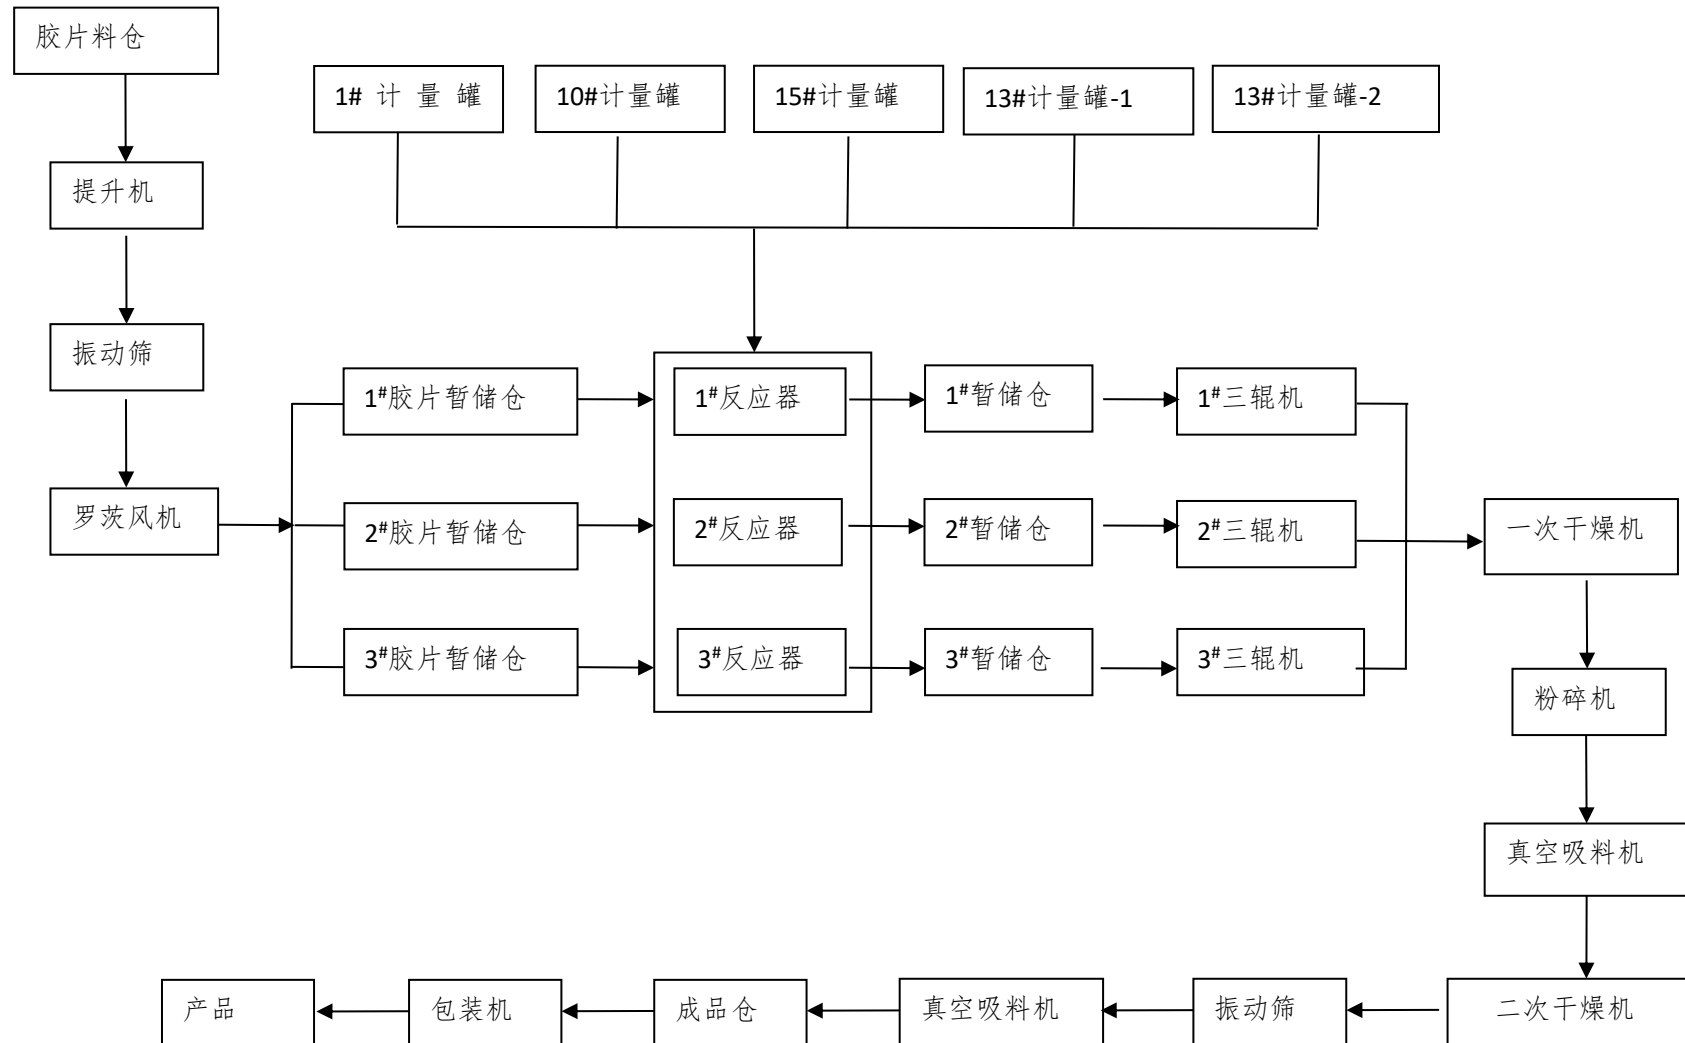 胶片料仓
1# 计 量 罐
10#计量罐
15#计量罐
13#计量罐-1
13#计量罐-2
提升机
振动筛
1#胶片暂储仓
1#反应器
1#暂储仓
1#三辊机
罗茨风机
2#胶片暂储仓
2#反应器
2#暂储仓
2#三辊机
一次干燥机
3#胶片暂储仓
3#反应器
3#暂储仓
3#三辊机
粉碎机
真空吸料机
产品
包装机
成品仓
真空吸料机
振动筛
二次干燥机